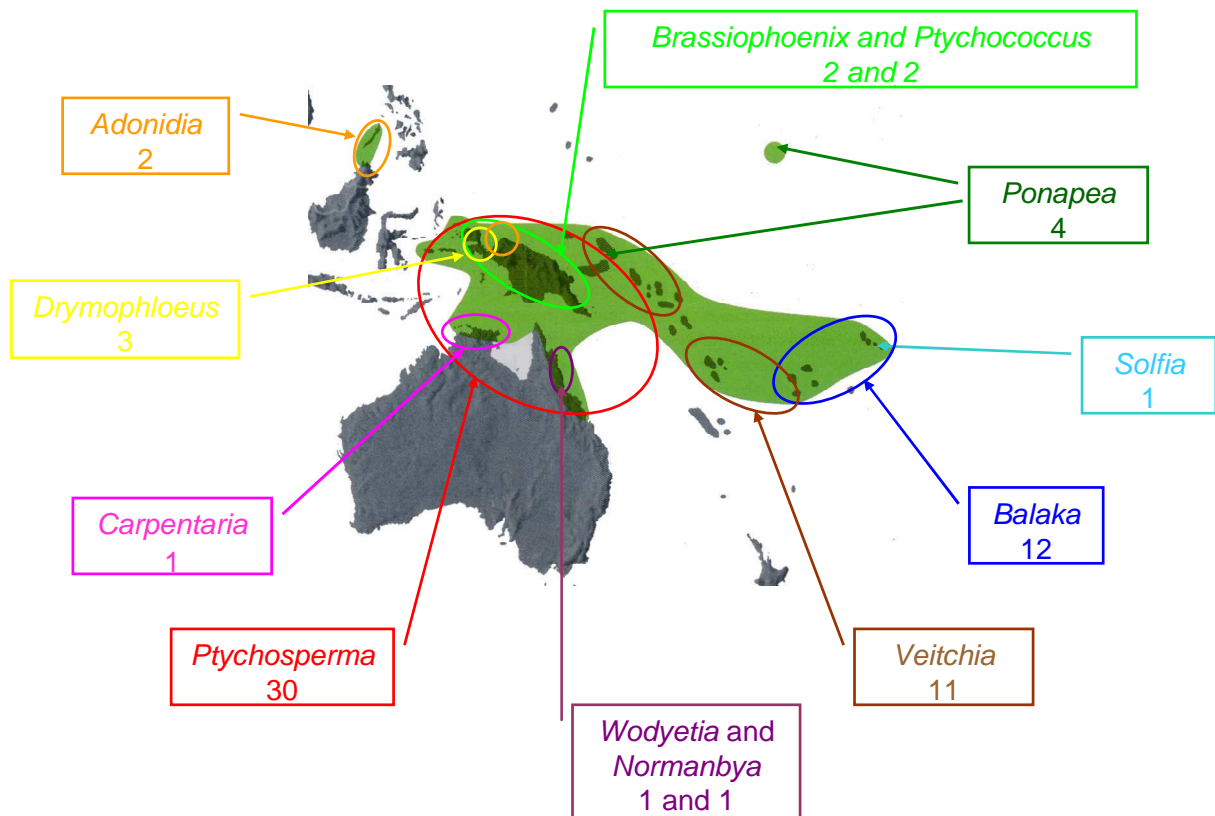 Brassiophoenix and Ptychococcus
2 and 2
Adonidia
2
Ponapea
4
Drymophloeus
3
Solfia
1
Carpentaria
1
Balaka
12
Ptychosperma
30
Veitchia
11
Wodyetia and
Normanbya
1 and 1